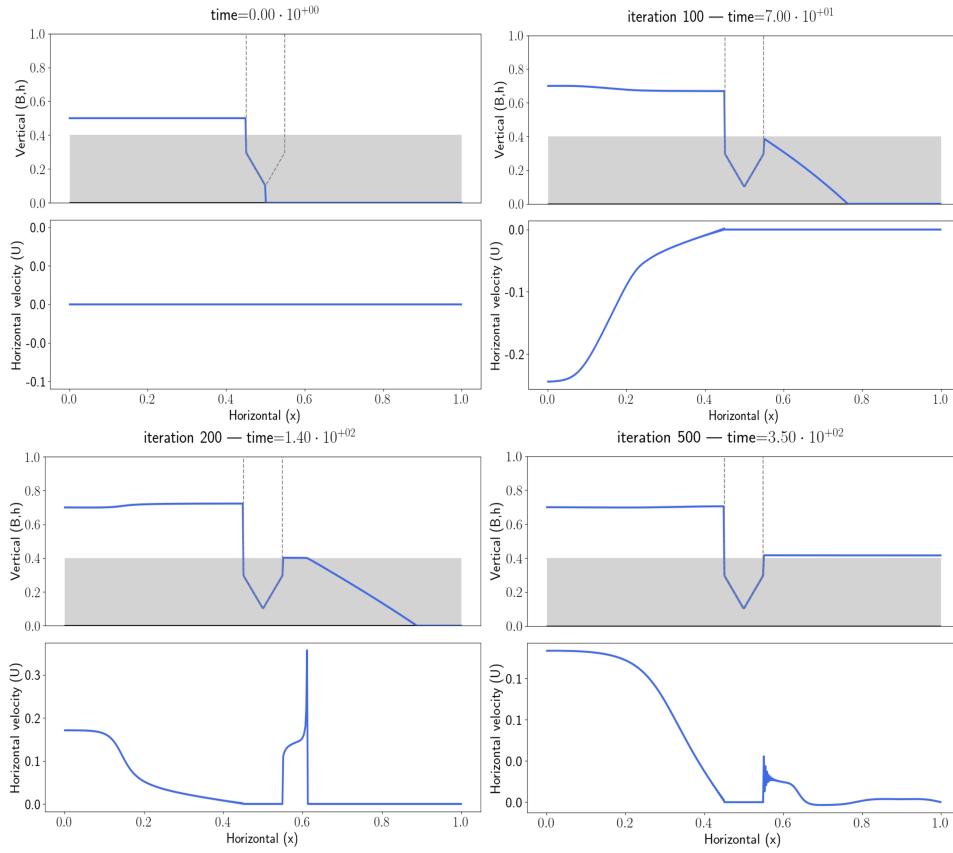 time=0.00 · 10⁺⁰⁰
Vertical (B,h)
1.0
0.8
0.6
0.4
0.2
0.0
Horizontal velocity (U)
0.0
0.0
0.0
-0.0
-0.1
0.0 0.2 0.4 0.6 0.8 1.0
Horizontal (x)
iteration 100 — time=7.00 · 10⁺⁰¹
Vertical (B,h)
1.0
0.8
0.6
0.4
0.2
0.0
Horizontal velocity (U)
0.0
-0.1
-0.2
0.0 0.2 0.4 0.6 0.8 1.0
Horizontal (x)
iteration 200 — time=1.40 · 10⁺⁰²
Vertical (B,h)
1.0
0.8
0.6
0.4
0.2
0.0
Horizontal velocity (U)
0.3
0.2
0.1
0.0
0.0 0.2 0.4 0.6 0.8 1.0
Horizontal (x)
iteration 500 — time=3.50 · 10⁺⁰²
Vertical (B,h)
1.0
0.8
0.6
0.4
0.2
0.0
Horizontal velocity (U)
0.1
0.1
0.0
0.0
0.0 0.2 0.4 0.6 0.8 1.0
Horizontal (x)